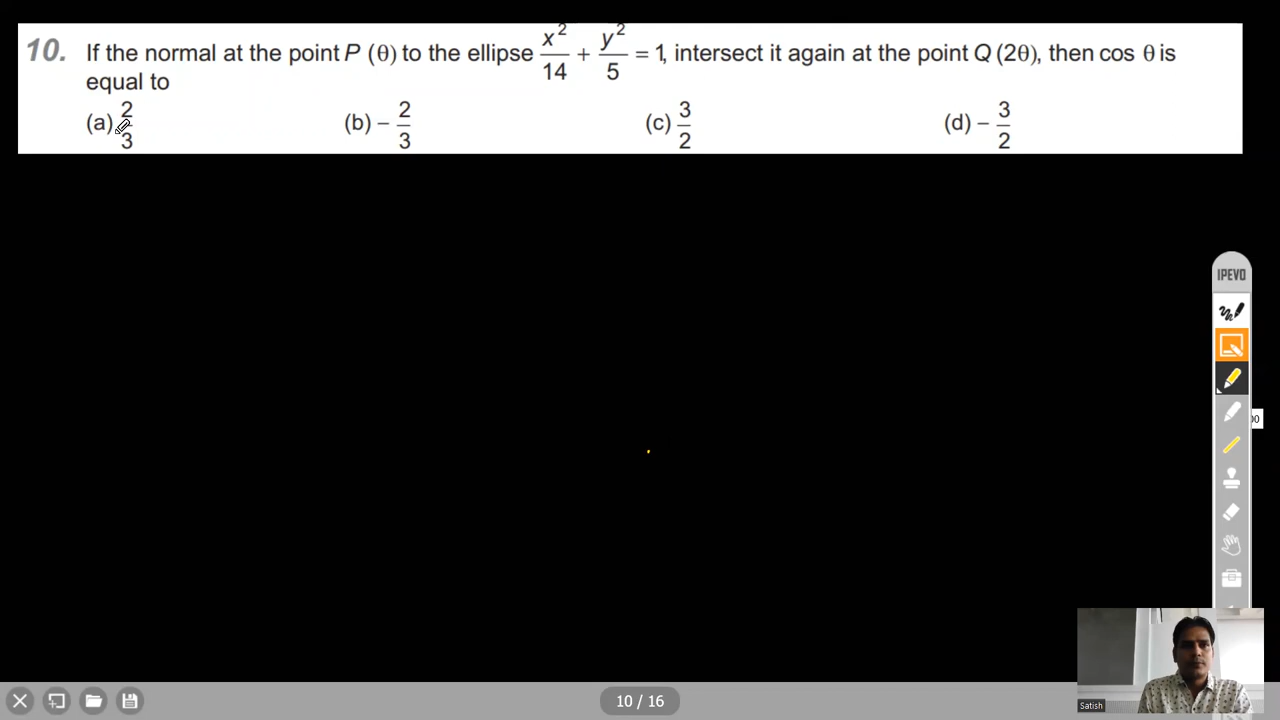 10. If the normal at the point P (θ) to the ellipse x²/14 + y²/5 = 1, intersect it again at the point Q (2θ), then cos θ is
equal to
(a) 2/3 (b) – 2/3 (c) 3/2 (d) – 3/2
IPEVO
10 / 16
Satish